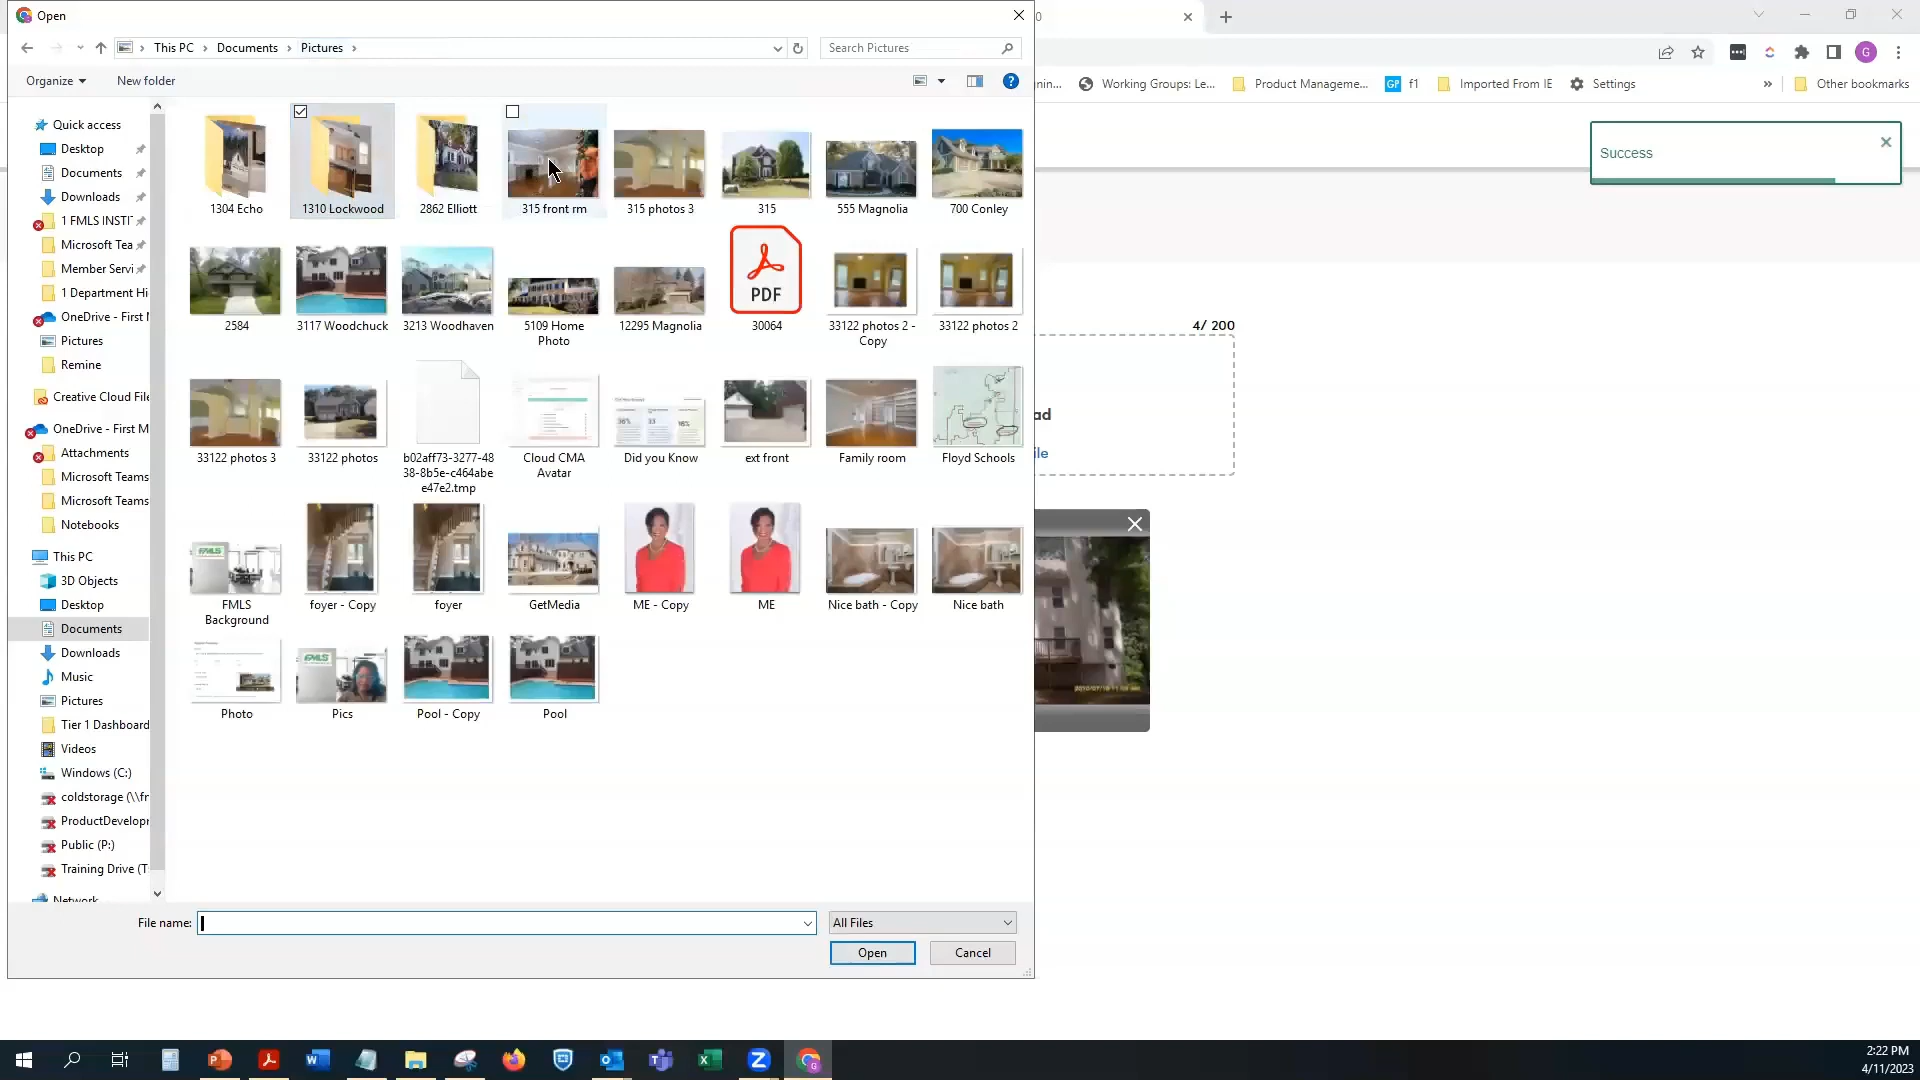 Open
0
This PC
Documents
Pictures
Search Pictures
Organize
New folder
G
nin...
Working Groups: Le...
Product Manageme...
GP
f1
Imported From IE
Settings
»
Other bookmarks
Success
Quick access
Desktop
Documents
Downloads
1 FMLS INSTI
Microsoft Tea
Member Servi
1 Department Hi
OneDrive - First M
Pictures
Remine
Creative Cloud File
OneDrive - First M
Attachments
Microsoft Teams
Microsoft Teams
Notebooks
This PC
3D Objects
Desktop
Documents
Downloads
Music
Pictures
Tier 1 Dashboard
Videos
Windows (C:)
coldstorage (\\fr
ProductDevelopr
Public (P:)
Training Drive (T
Network
1304 Echo
1310 Lockwood
2862 Elliott
315 front rm
315 photos 3
315
555 Magnolia
700 Conley
PDF
2584
3117 Woodchuck
3213 Woodhaven
5109 Home
Photo
12295 Magnolia
30064
33122 photos 2 -
Copy
33122 photos 2
33122 photos 3
33122 photos
b02aff73-3277-48
38-8b5e-c464abe
e47e2.tmp
Cloud CMA
Avatar
Did you Know
ext front
Family room
Floyd Schools
FMLS
FMLS
Background
foyer - Copy
foyer
GetMedia
ME - Copy
ME
Nice bath - Copy
Nice bath
FMLS
Photo
Pics
Pool - Copy
Pool
4/ 200
ad
ile
File name:
All Files
Open
Cancel
2:22 PM
4/11/2023